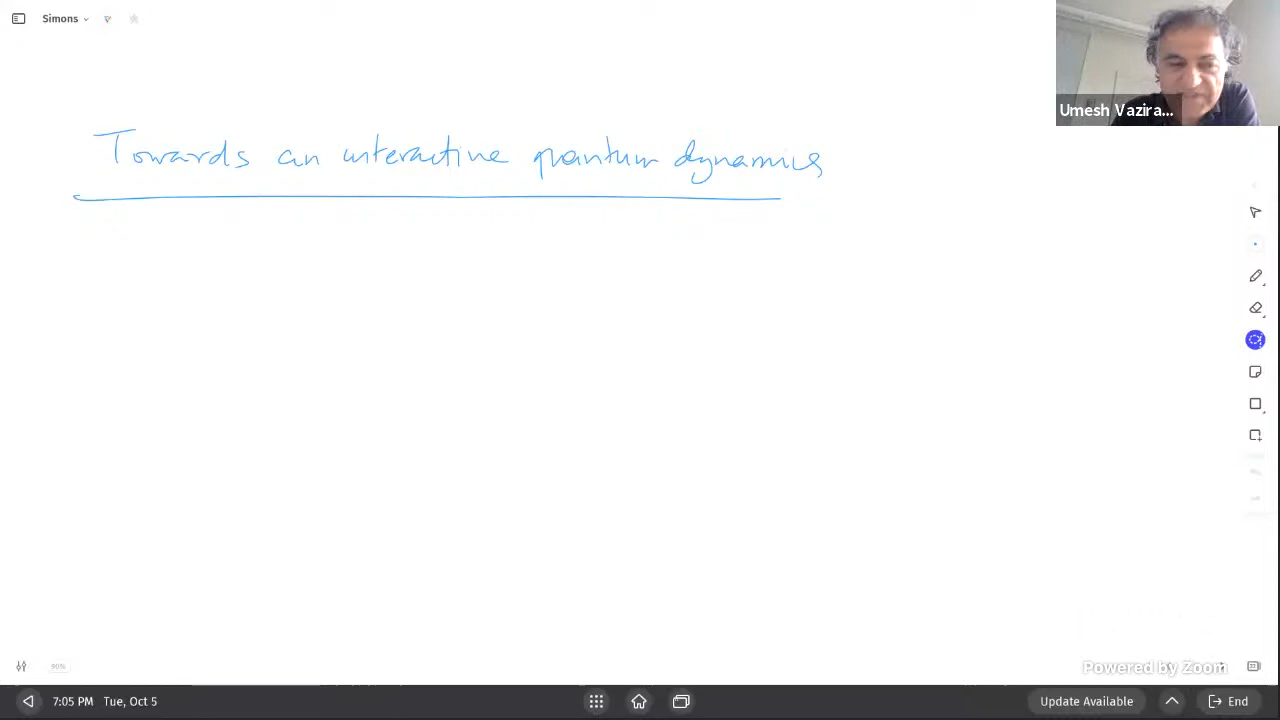 Simons
Umesh Vazira...
Towards an interactive quantum dynamics
90%
Powered by Zoom
7:05 PM Tue, Oct 5
Update Available
End